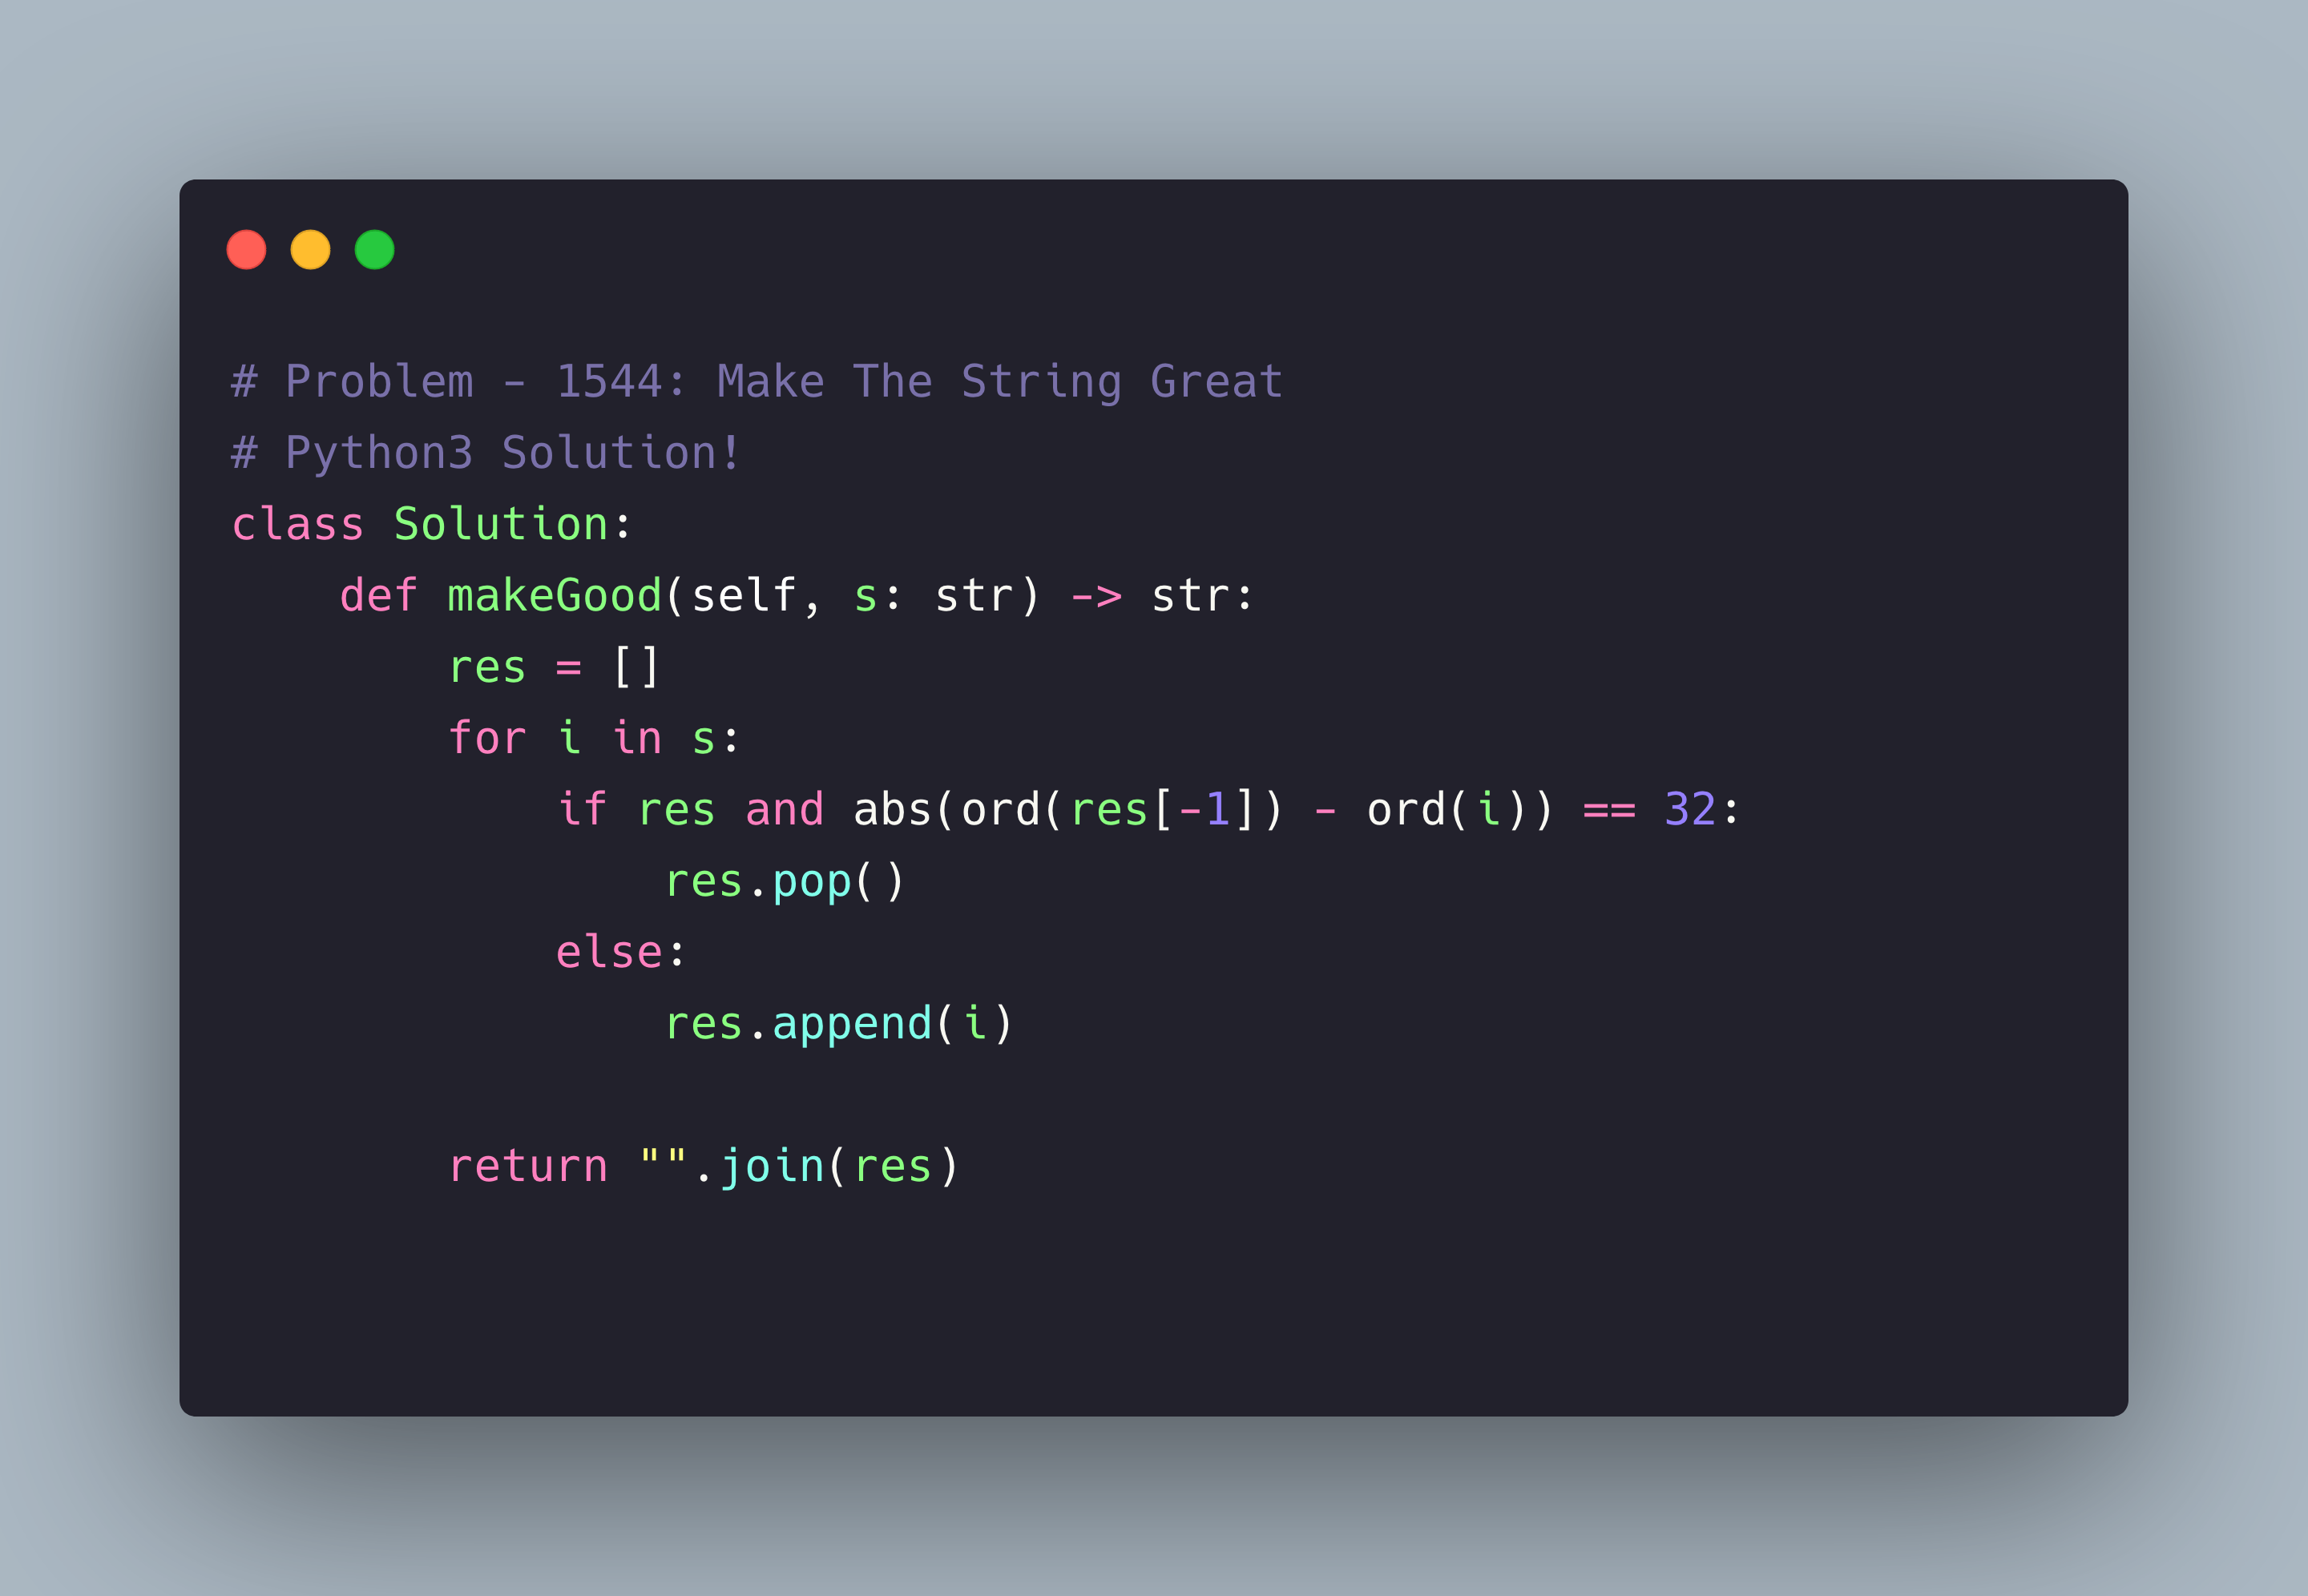 # Problem - 1544: Make The String Great
# Python3 Solution!
class Solution:
    def makeGood(self, s: str) -> str:
        res = []
        for i in s:
            if res and abs(ord(res[-1]) - ord(i)) == 32:
                res.pop()
            else:
                res.append(i)
        return "".join(res)